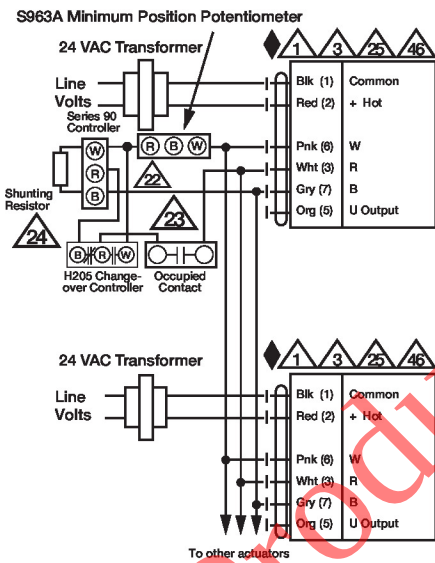 S963A Minimum Position Potentiometer
24 VAC Transformer
1 3 25 46
Line
Volts
Blk (1) Common
Red (2) + Hot
Series 90
Controller
W
R
B
R B W
Pnk (6) W
Wht (3) R
Gry (7) B
Org (5) U Output
22
Shunting
Resistor
24
23
B R W
H205 Change-
over Controller
Occupied
Contact
24 VAC Transformer
1 3 25 46
Line
Volts
Blk (1) Common
Red (2) + Hot
Pnk (6) W
Wht (3) R
Gry (7) B
Org (5) U Output
To other actuators